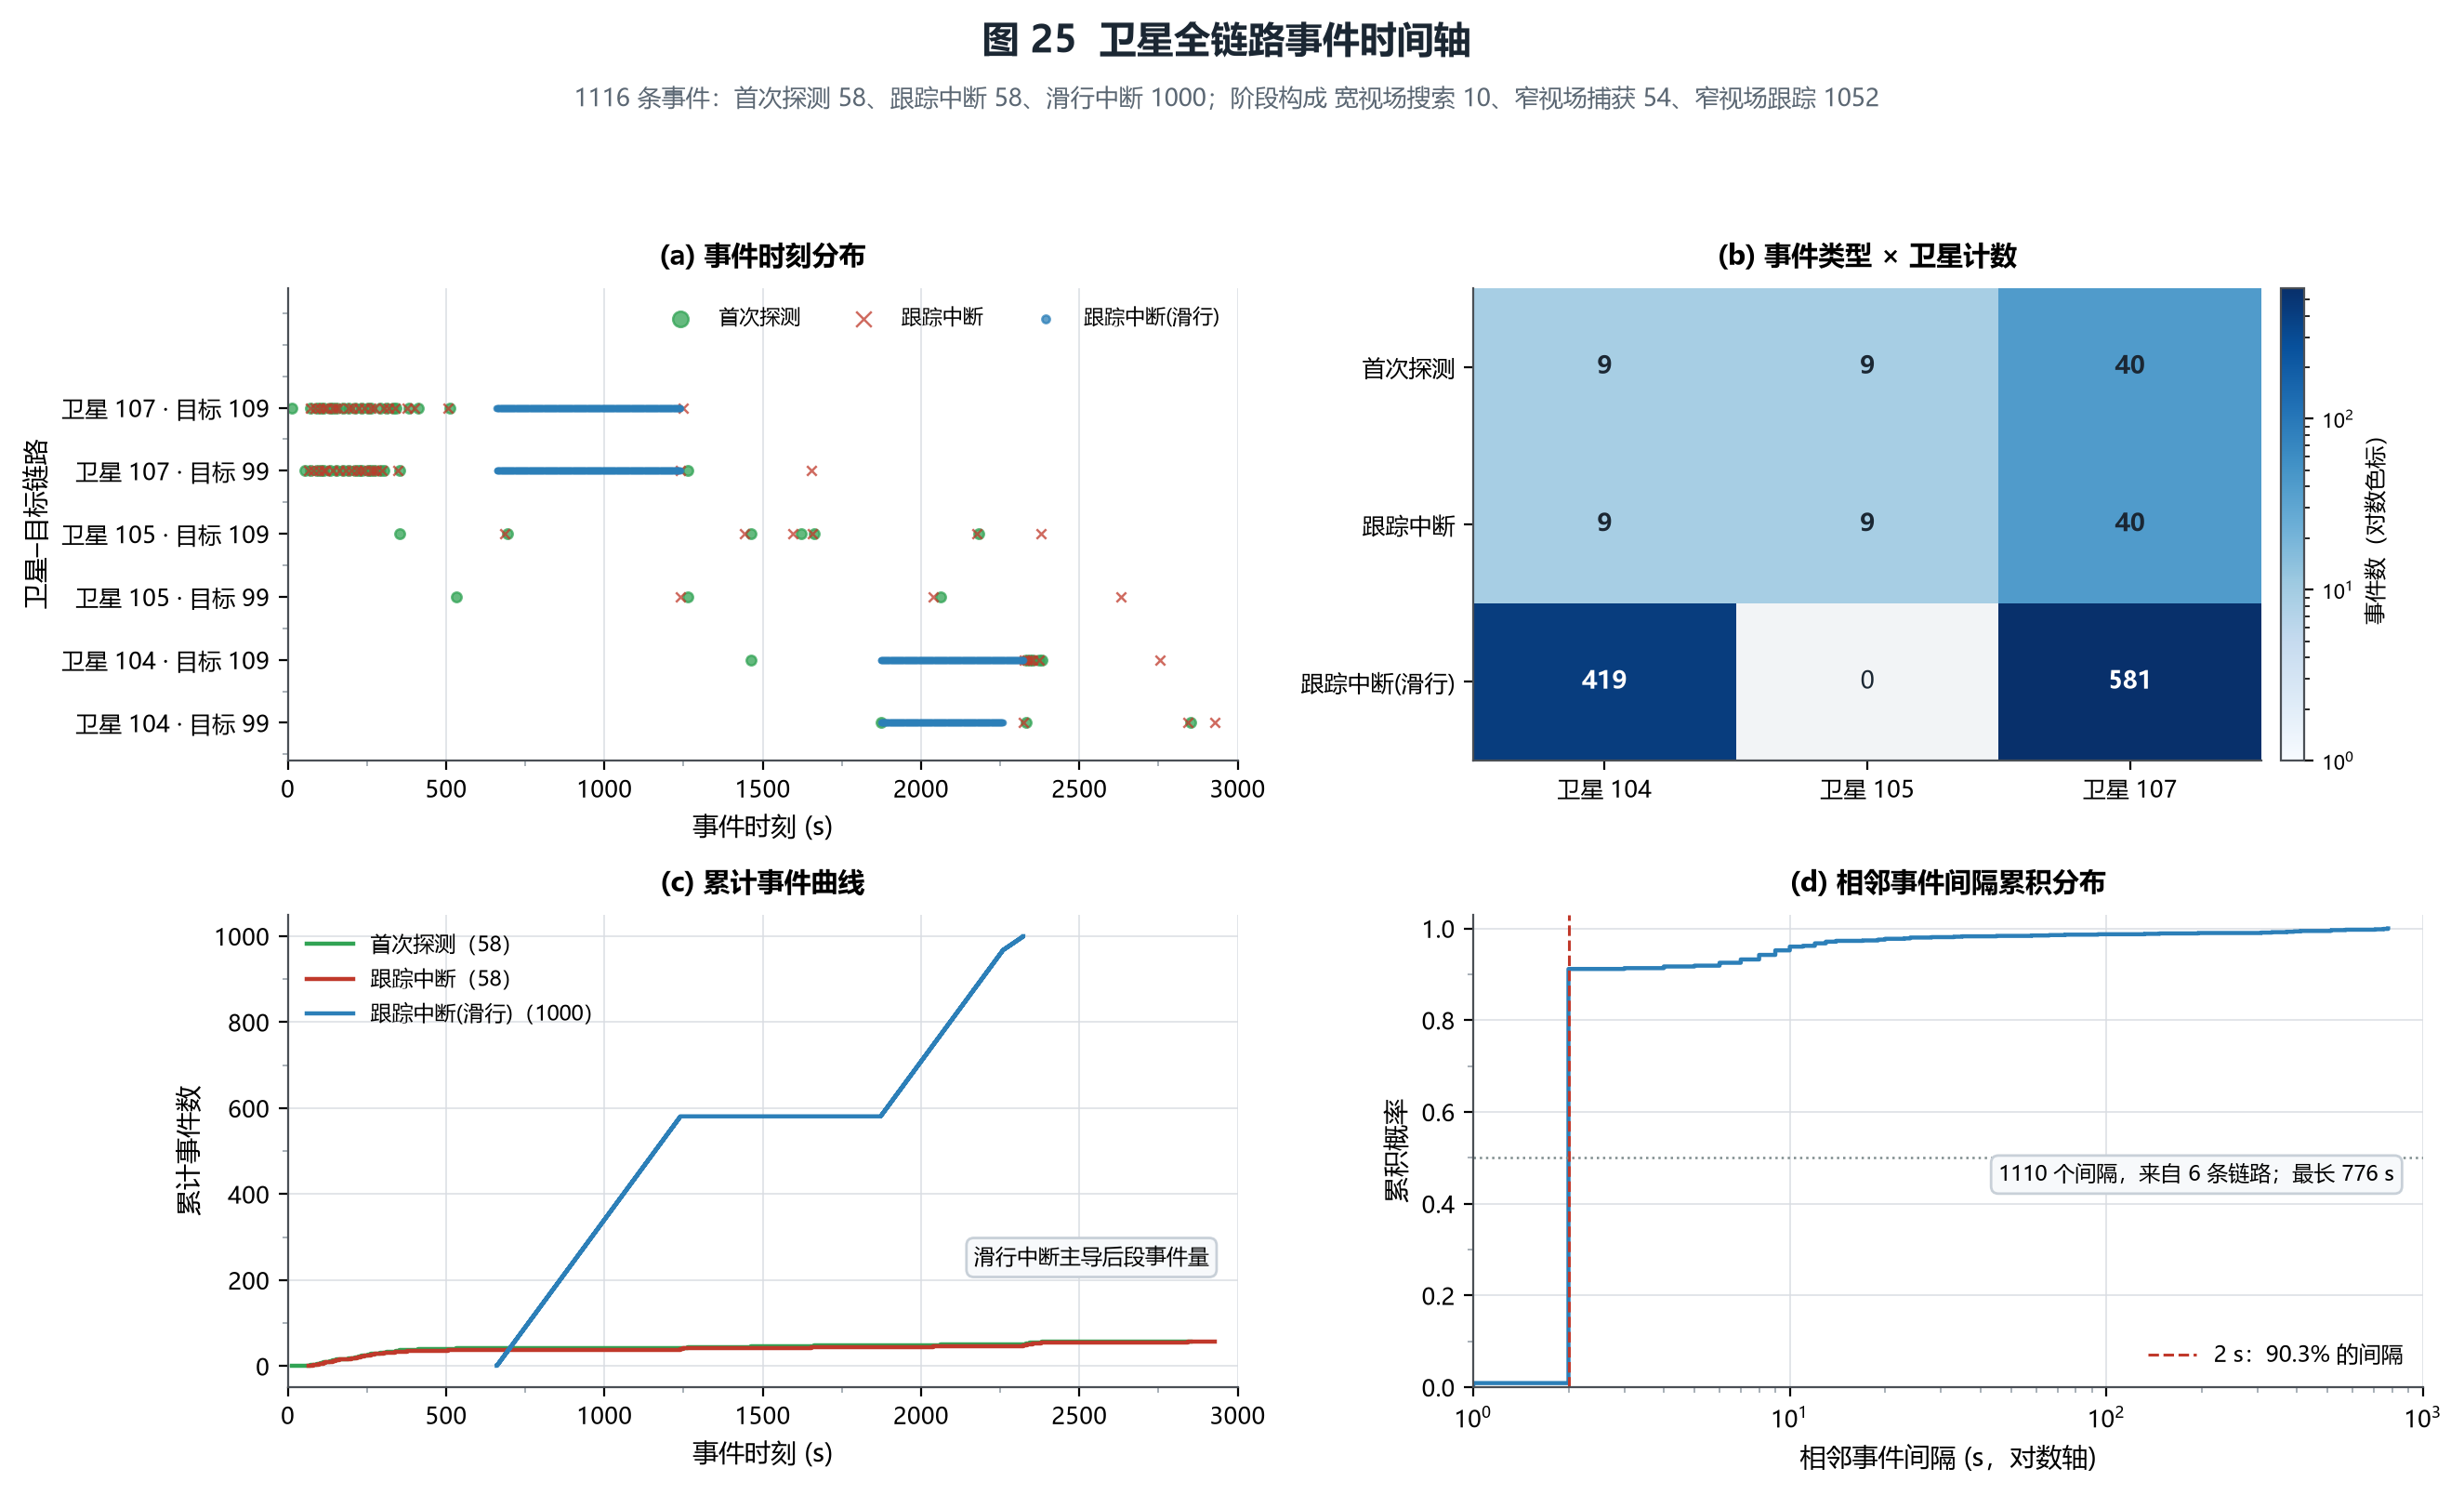 图 25 卫星全链路事件时间轴
1116 条事件：首次探测 58、跟踪中断 58、滑行中断 1000；阶段构成 宽视场搜索 10、窄视场捕获 54、窄视场跟踪 1052
(a) 事件时刻分布
首次探测
跟踪中断
跟踪中断(滑行)
卫星–目标链路
卫星 107 · 目标 109
卫星 107 · 目标 99
卫星 105 · 目标 109
卫星 105 · 目标 99
卫星 104 · 目标 109
卫星 104 · 目标 99
0 500 1000 1500 2000 2500 3000
事件时刻 (s)
(b) 事件类型 × 卫星计数
首次探测 9 9 40
跟踪中断 9 9 40
跟踪中断(滑行) 419 0 581
卫星 104 卫星 105 卫星 107
10²
10¹
10⁰
事件数（对数色标）
(c) 累计事件曲线
首次探测（58）
跟踪中断（58）
跟踪中断(滑行)（1000）
滑行中断主导后段事件量
累计事件数
1000
800
600
400
200
0
0 500 1000 1500 2000 2500 3000
事件时刻 (s)
(d) 相邻事件间隔累积分布
累积概率
1.0
0.8
0.6
0.4
0.2
0.0
1110 个间隔，来自 6 条链路；最长 776 s
2 s：90.3% 的间隔
10⁰ 10¹ 10² 10³
相邻事件间隔 (s，对数轴)